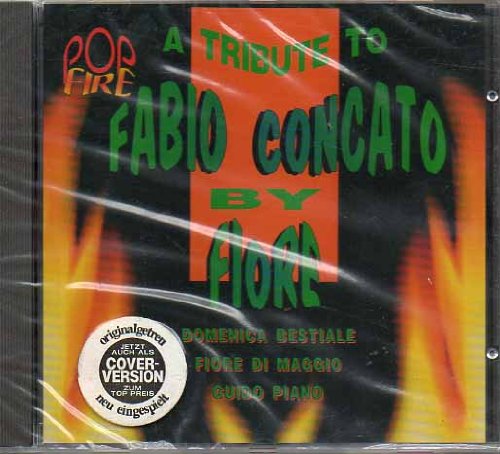 POP
FIRE
A TRIBUTE TO
FABIO CONCATO
BY
FIORE
DOMENICA BESTIALE
FIORE DI MAGGIO
GUIDO PIANO
originalgetreu
JETZT
AUCH ALS
COVER-
VERSION
ZUM
TOP PREIS
neu eingespielt